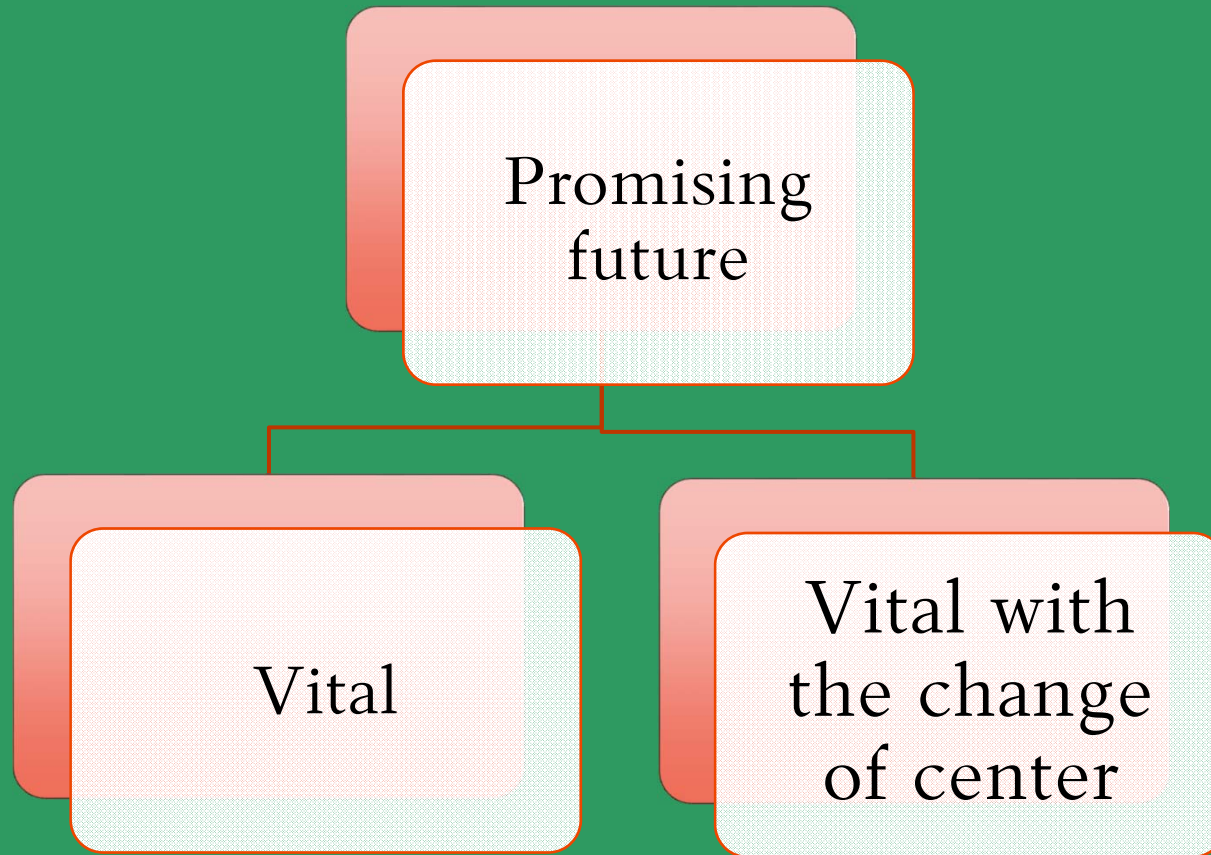 Promising
future
Vital
Vital with
the change
of center